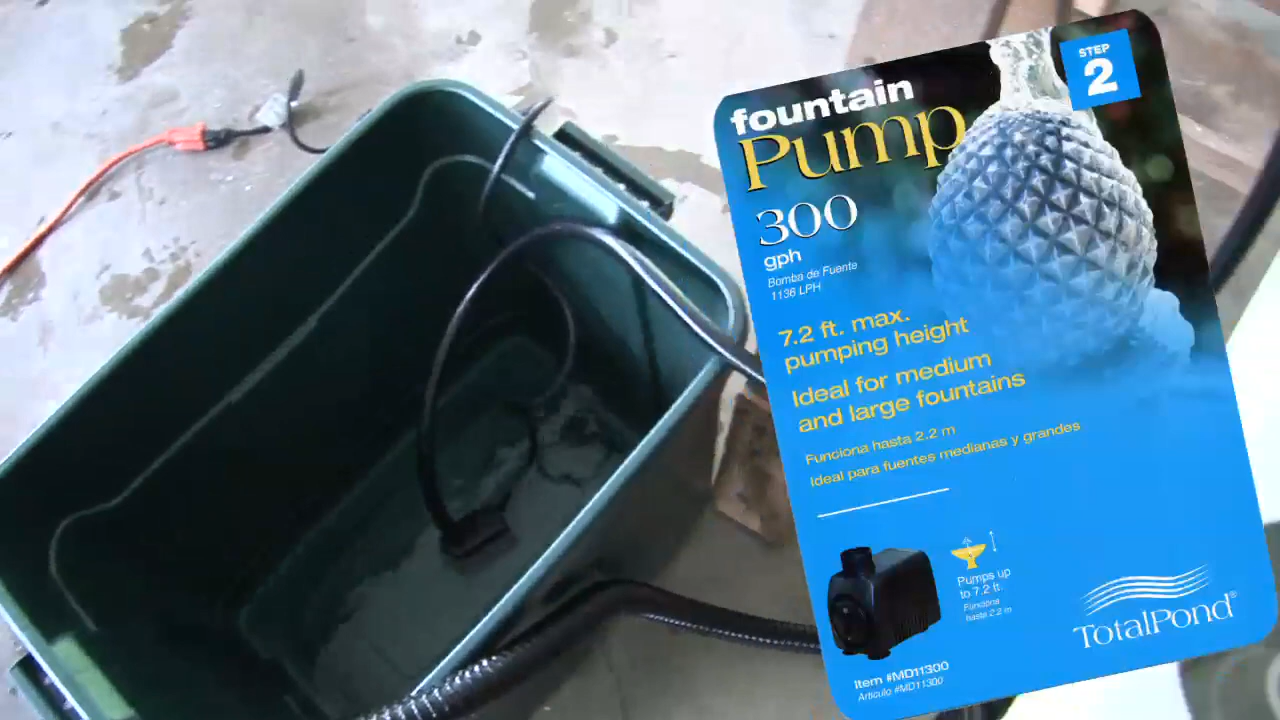 STEP
2
fountain
Pump
300
gph
Bomba de Fuente
1136 LPH
7.2 ft. max.
pumping height
Ideal for medium
and large fountains
Funciona hasta 2.2 m
Ideal para fuentes medianas y grandes
Pumps up
to 7.2 ft.
Funciona
hasta 2.2 m
TotalPond®
Item #MD11300
Artículo #MD11300